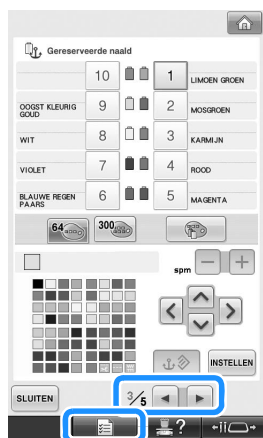 Gereserveerde naald
10 1 LIMOEN GROEN
OOGST KLEURIG
GOUD
9 2 MOSGROEN
WIT 8 3 KARMIJN
VIOLET 7 4 ROOD
BLAUWE REGEN
PAARS
6 5 MAGENTA
64 300
spm − +
INSTELLEN
SLUITEN 3/5
?